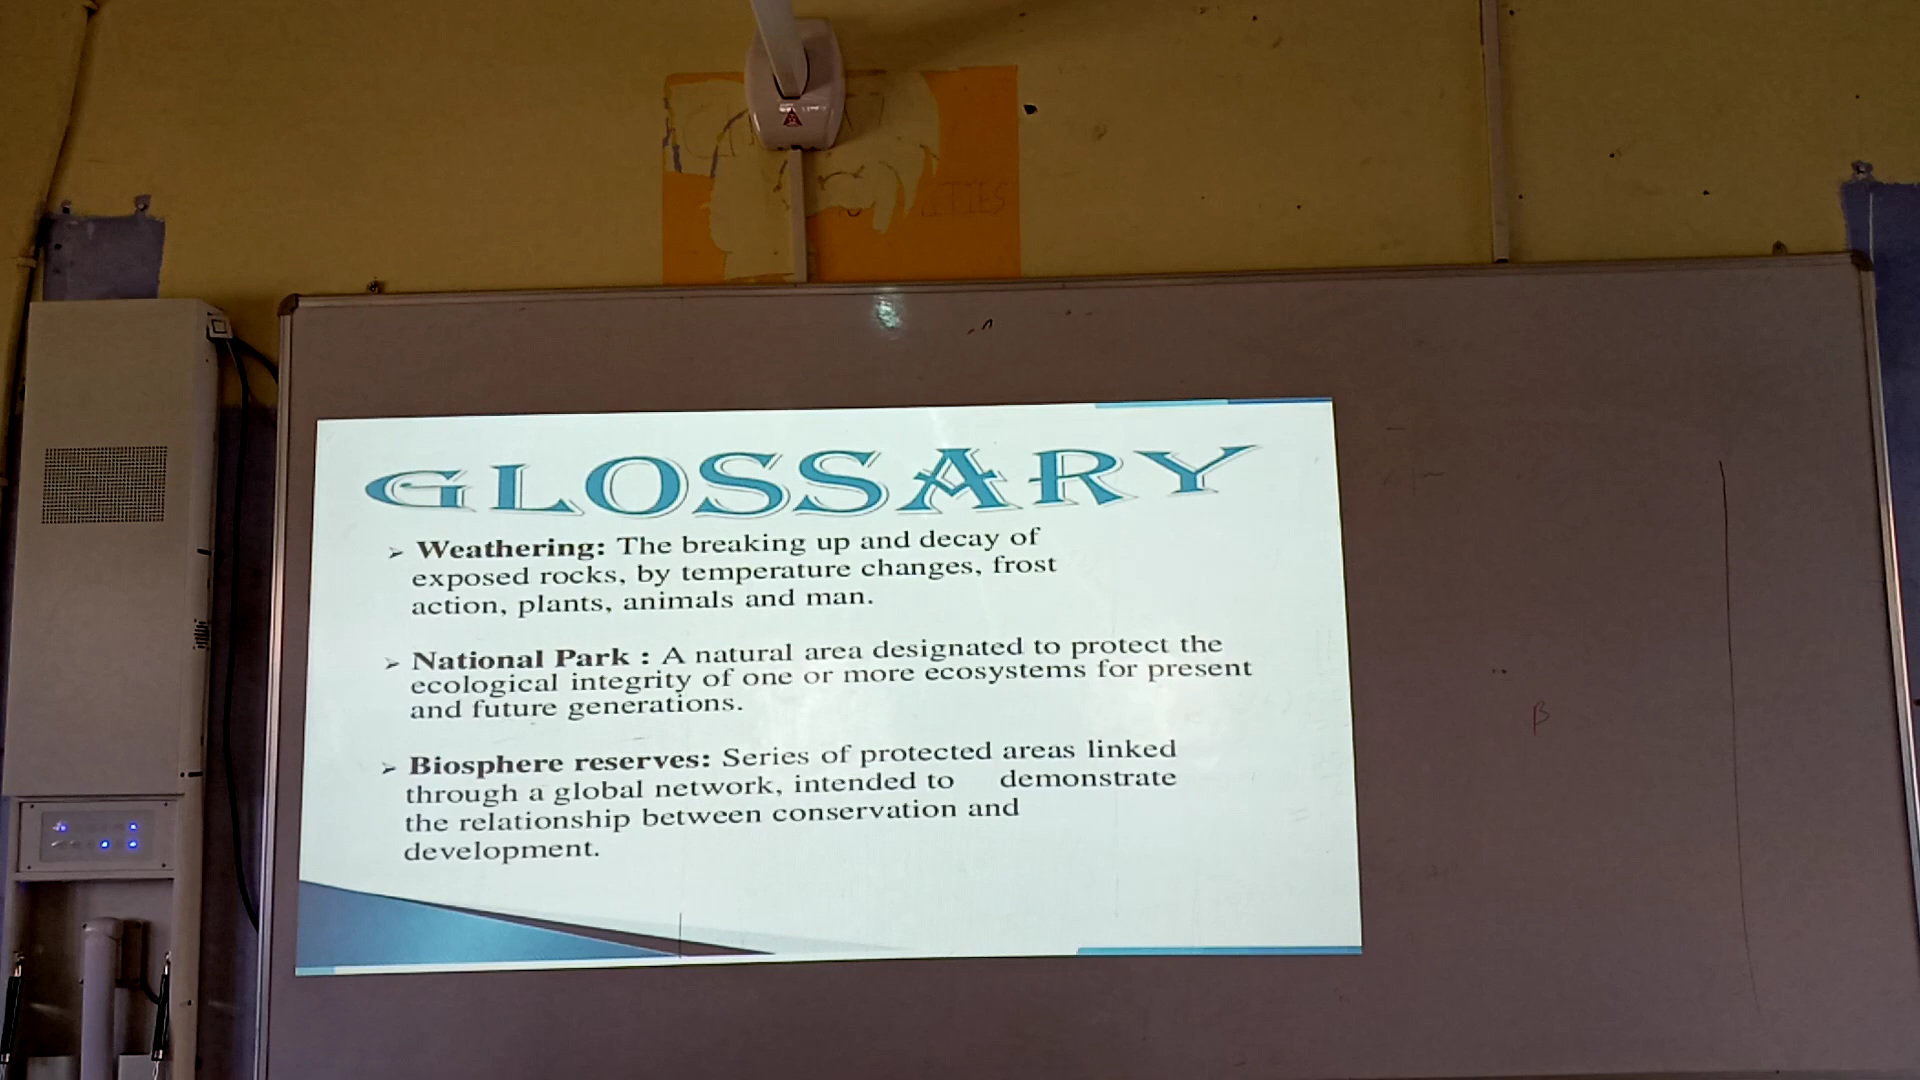 ITIES
GLOSSARY
➢ Weathering: The breaking up and decay of
exposed rocks, by temperature changes, frost
action, plants, animals and man.
➢ National Park : A natural area designated to protect the
ecological integrity of one or more ecosystems for present
and future generations.
➢ Biosphere reserves: Series of protected areas linked
through a global network, intended to demonstrate
the relationship between conservation and
development.
β